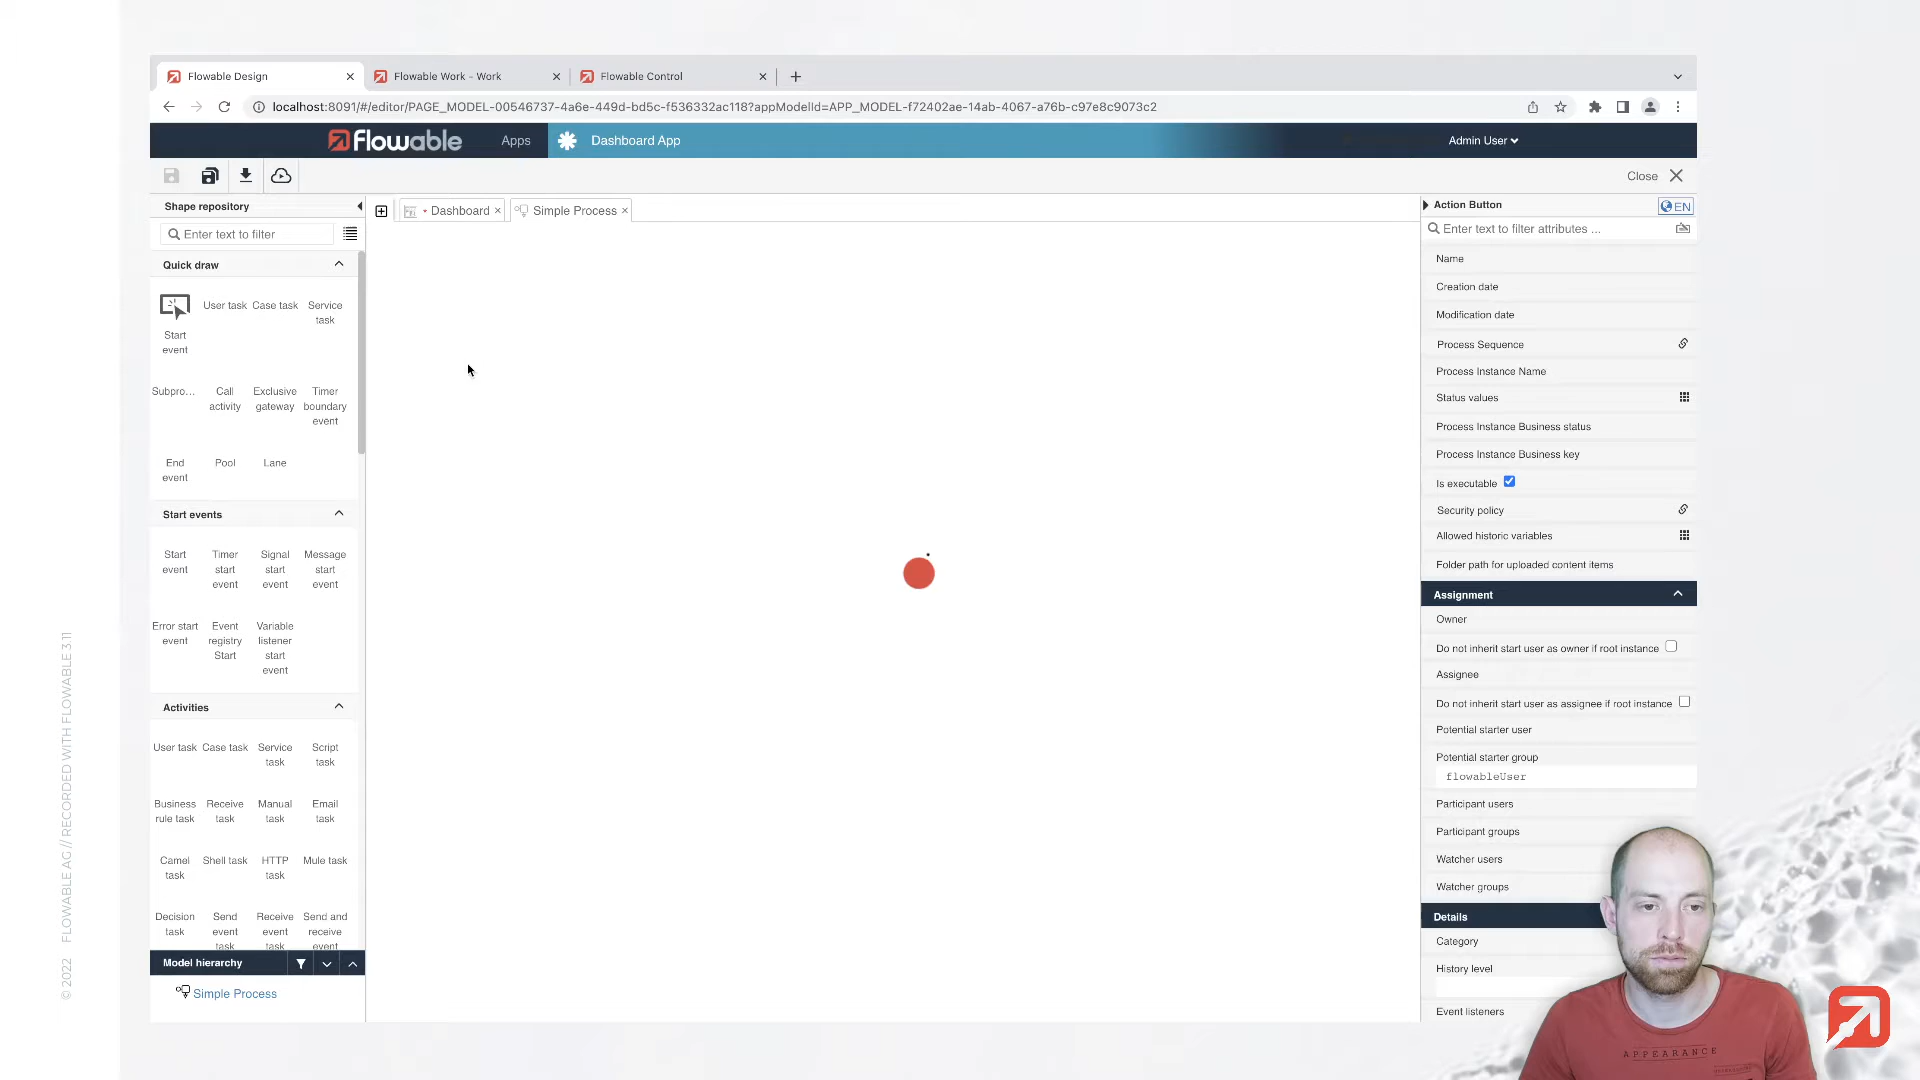 Flowable Design
Flowable Work - Work
Flowable Control
localhost:8091/#/editor/PAGE_MODEL-00546737-4a6e-449d-bd5c-f536332ac118?appModelId=APP_MODEL-f72402ae-14ab-4067-a76b-c97e8c9073c2
flowable
Apps
Dashboard App
Admin User
Close
Shape repository
Dashboard
Simple Process
Action Button
EN
Enter text to filter
Enter text to filter attributes ...
Quick draw
Start event
User task
Case task
Service task
Subpro...
Call activity
Exclusive gateway
Timer boundary event
End event
Pool
Lane
Start events
Start event
Timer start event
Signal start event
Message start event
Error start event
Event registry Start
Variable listener start event
Activities
User task
Case task
Service task
Script task
Business rule task
Receive task
Manual task
Email task
Camel task
Shell task
HTTP task
Mule task
Decision task
Send event task
Receive event task
Send and receive event
Model hierarchy
Simple Process
Name
Creation date
Modification date
Process Sequence
Process Instance Name
Status values
Process Instance Business status
Process Instance Business key
Is executable
Security policy
Allowed historic variables
Folder path for uploaded content items
Assignment
Owner
Do not inherit start user as owner if root instance
Assignee
Do not inherit start user as assignee if root instance
Potential starter user
Potential starter group
flowableUser
Participant users
Participant groups
Watcher users
Watcher groups
Details
Category
History level
Event listeners
© 2022 FLOWABLE AG // RECORDED WITH FLOWABLE 3.11
APPEARANCE